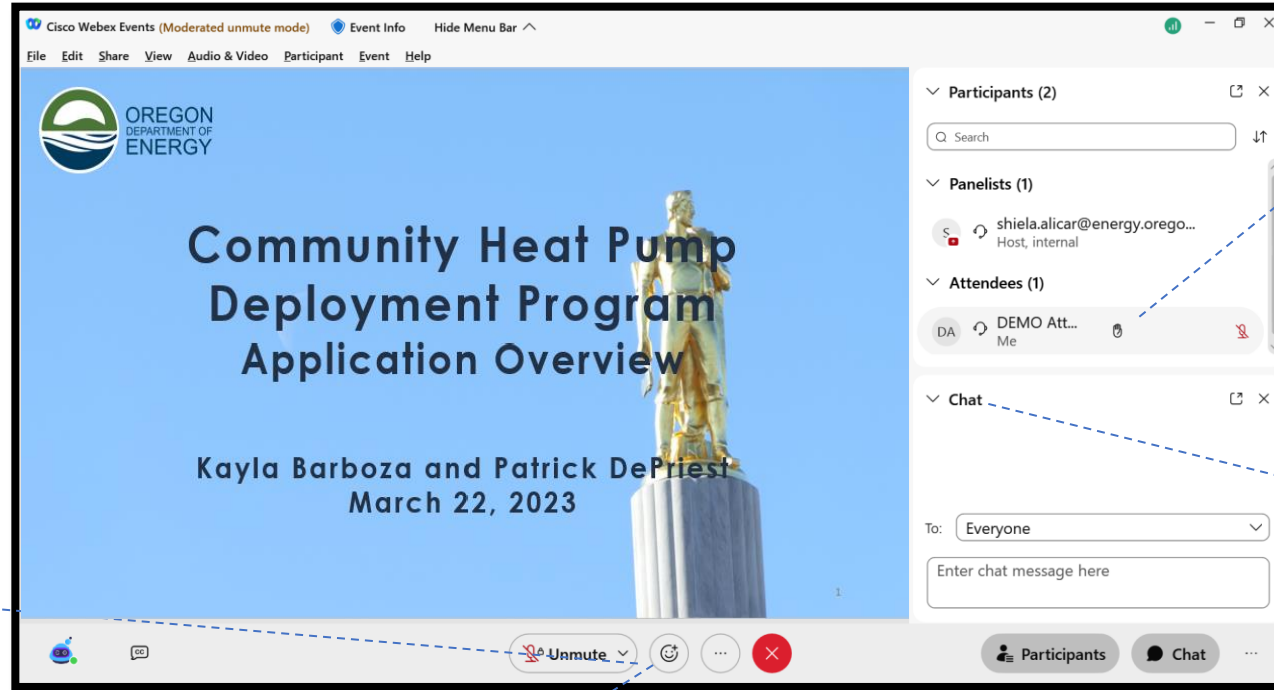 Cisco Webex Events (Moderated unmute mode) Event Info Hide Menu Bar
File Edit Share View Audio & Video Participant Event Help
OREGON
DEPARTMENT OF
ENERGY
Community Heat Pump
Deployment Program
Application Overview
Kayla Barboza and Patrick DePriest
March 22, 2023
1
Participants (2)
Search
Panelists (1)
S
shiela.alicar@energy.orego...
Host, internal
Attendees (1)
DA
DEMO Att...
Me
Chat
To: Everyone
Enter chat message here
CC Unmute ... Participants Chat ...